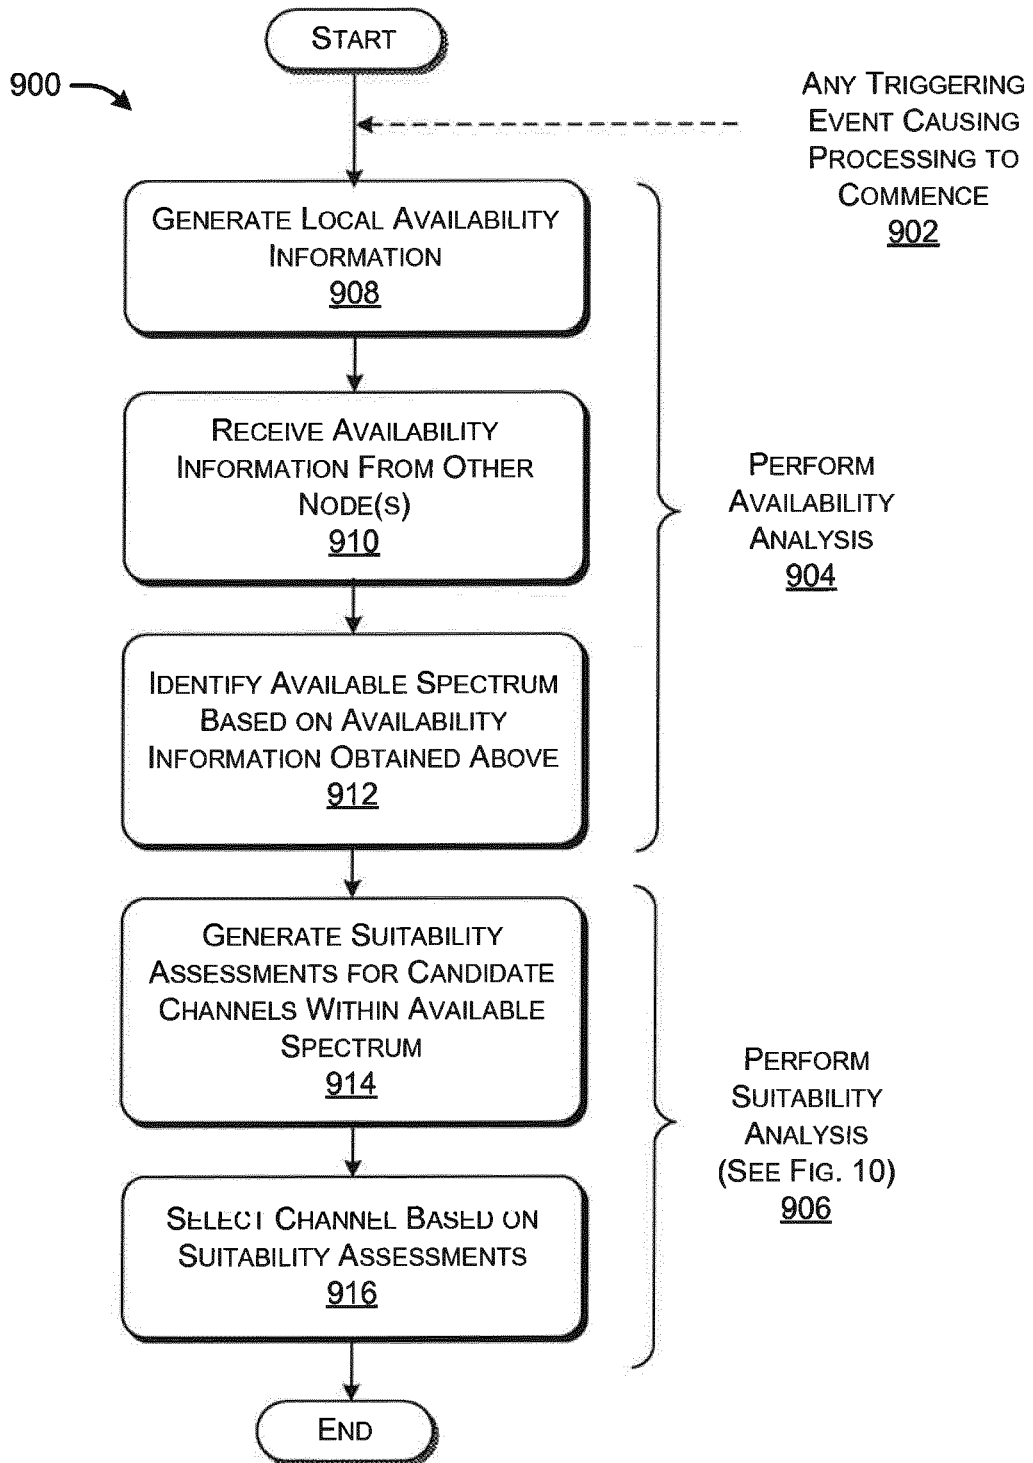 START
900
ANY TRIGGERING
EVENT CAUSING
PROCESSING TO
COMMENCE
902
GENERATE LOCAL AVAILABILITY
INFORMATION
908
RECEIVE AVAILABILITY
INFORMATION FROM OTHER
NODE(S)
910
PERFORM
AVAILABILITY
ANALYSIS
904
IDENTIFY AVAILABLE SPECTRUM
BASED ON AVAILABILITY
INFORMATION OBTAINED ABOVE
912
GENERATE SUITABILITY
ASSESSMENTS FOR CANDIDATE
CHANNELS WITHIN AVAILABLE
SPECTRUM
914
PERFORM
SUITABILITY
ANALYSIS
(SEE FIG. 10)
906
SELECT CHANNEL BASED ON
SUITABILITY ASSESSMENTS
916
END